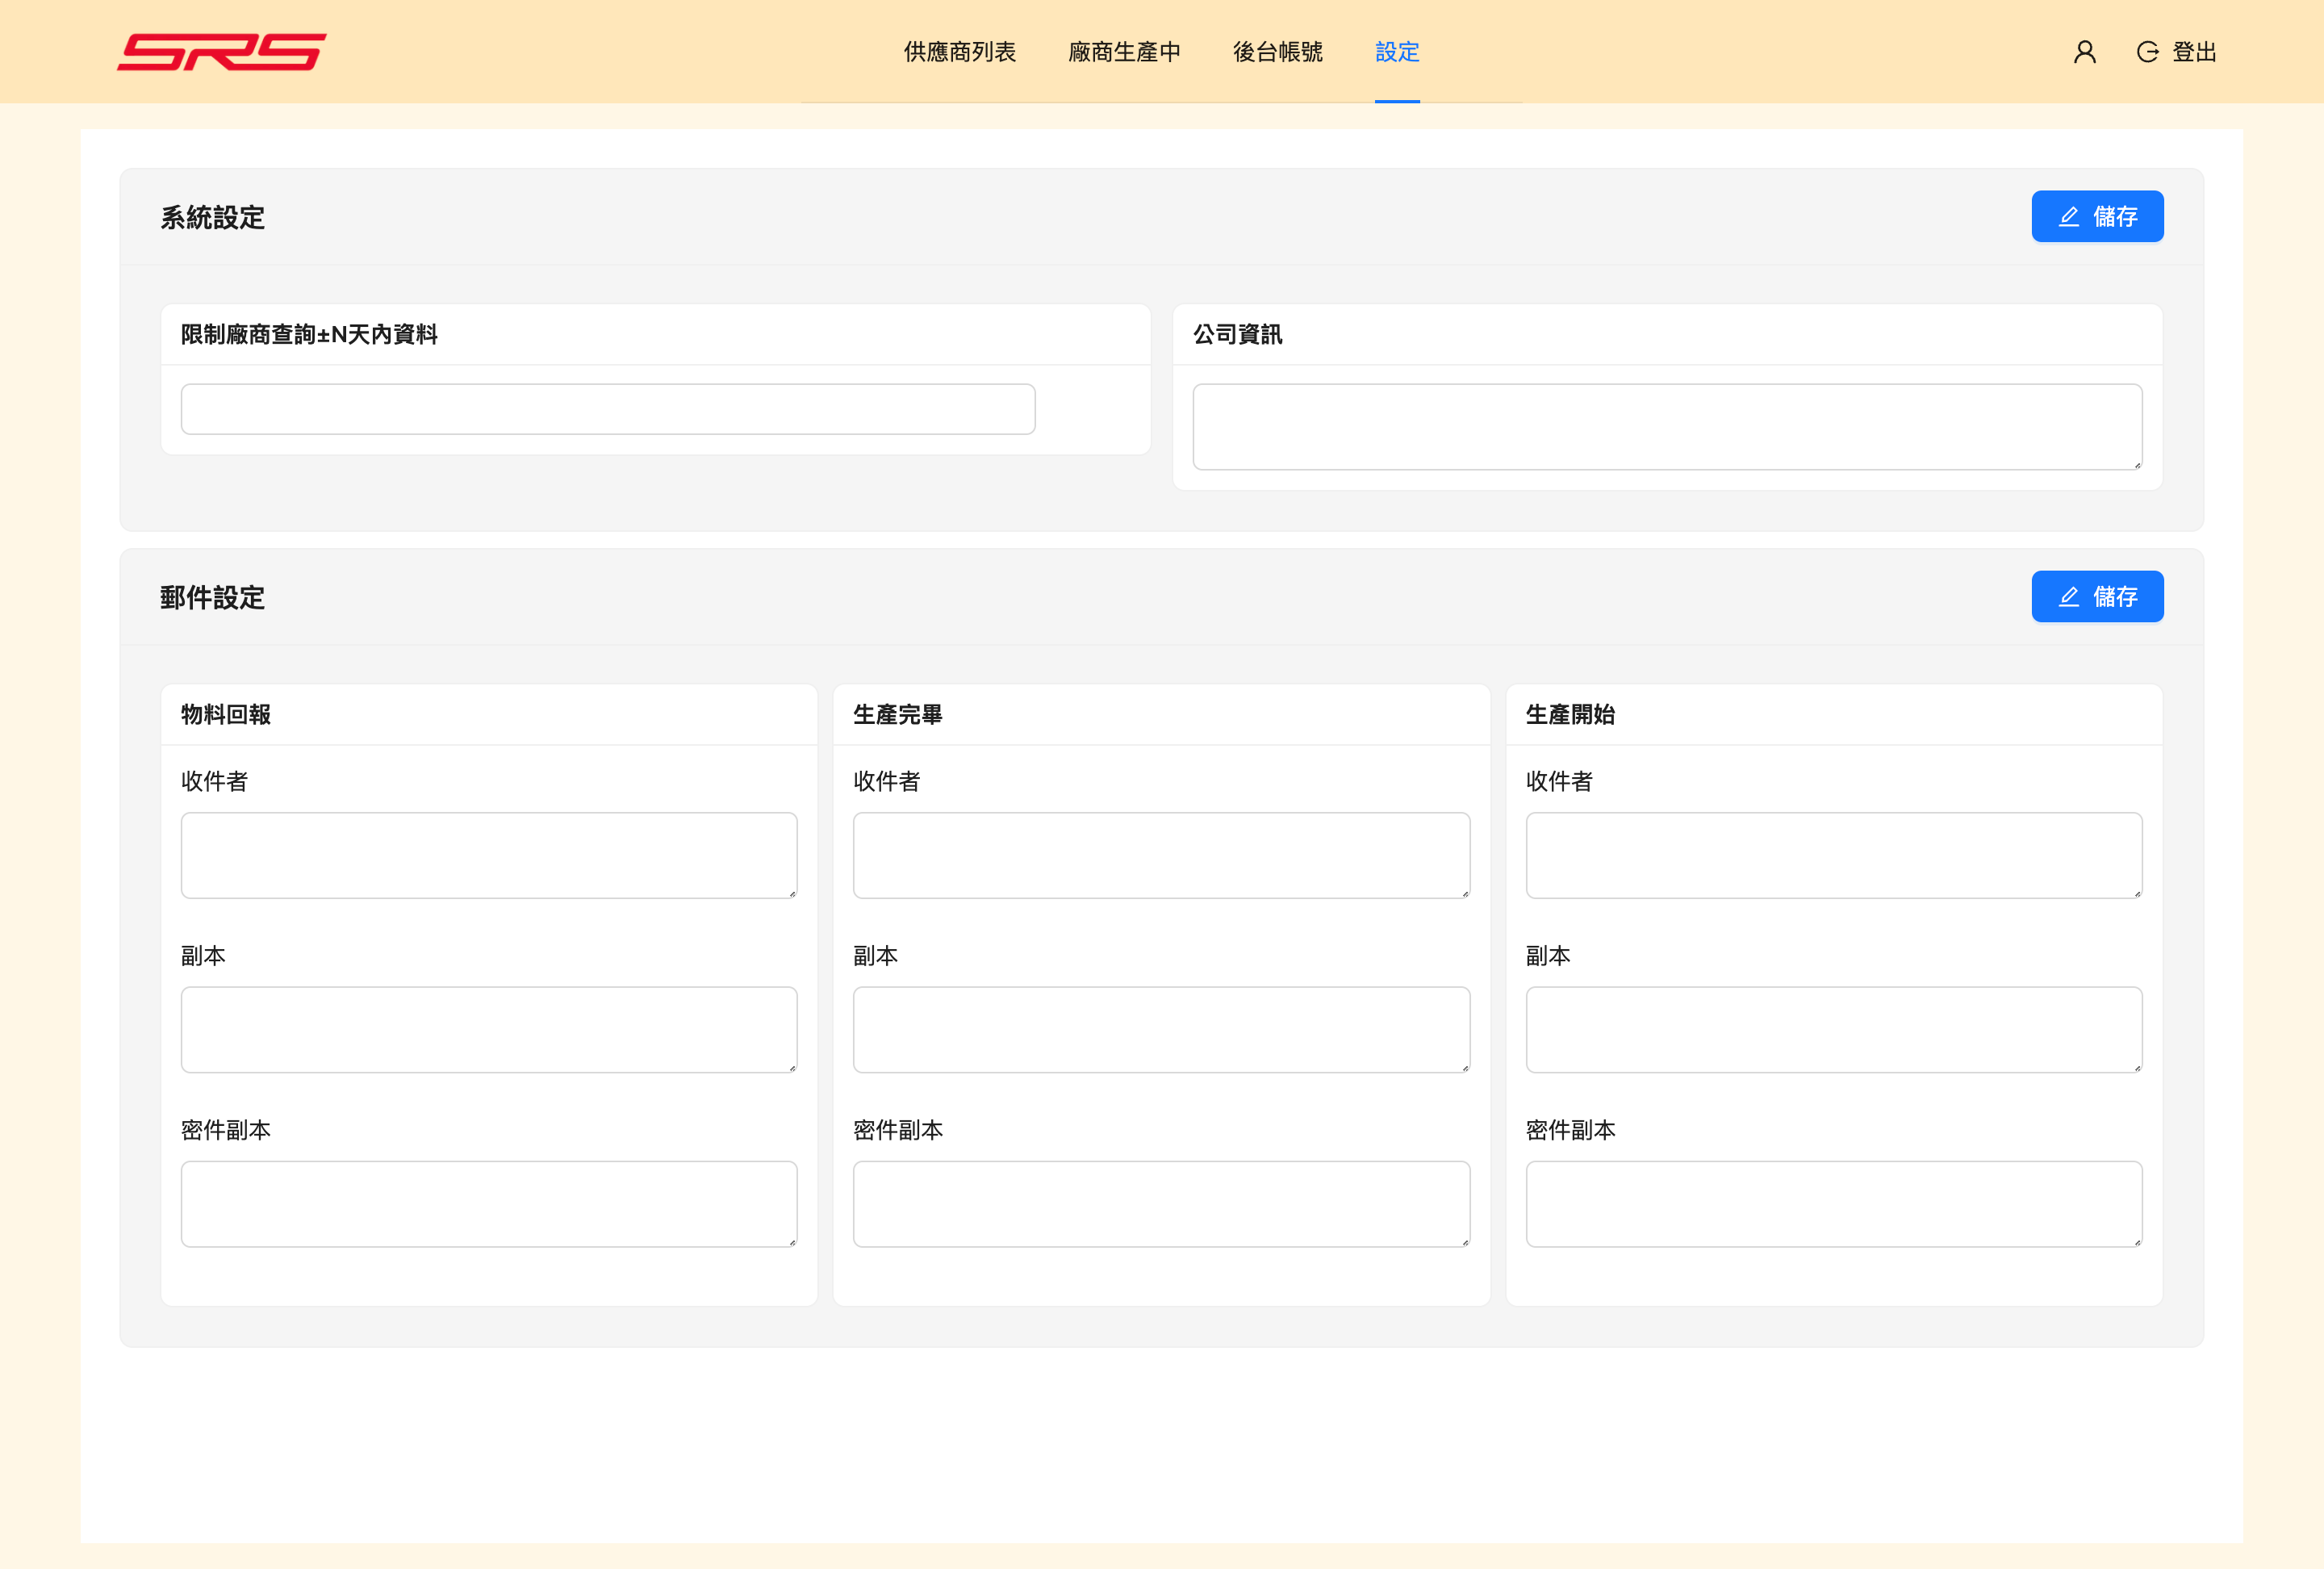 SRS
供應商列表 廠商生產中 後台帳號 設定 登出
系統設定 儲存
限制廠商查詢±N天內資料 公司資訊
郵件設定 儲存
物料回報 生產完畢 生產開始
收件者 收件者 收件者
副本 副本 副本
密件副本 密件副本 密件副本